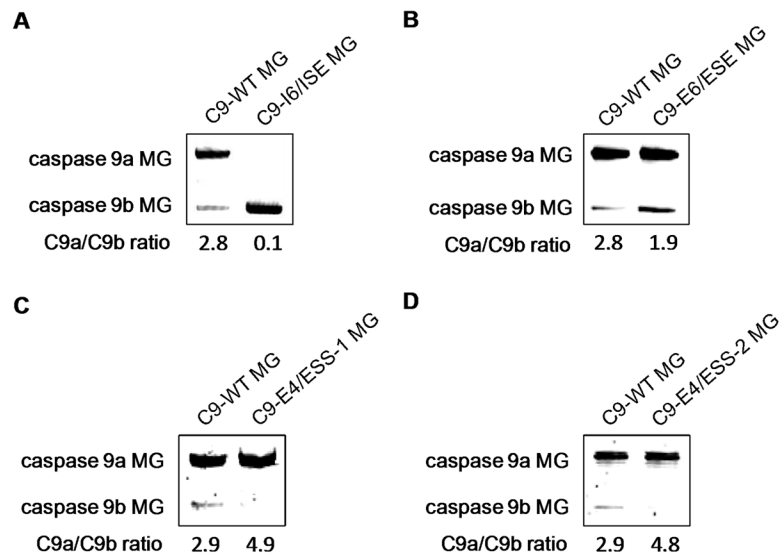 A
C9-WT MG
C9-I6/ISE MG
caspase 9a MG
caspase 9b MG
C9a/C9b ratio 2.8 0.1
B
C9-WT MG
C9-E6/ESE MG
caspase 9a MG
caspase 9b MG
C9a/C9b ratio 2.8 1.9
C
C9-WT MG
C9-E4/ESS-1 MG
caspase 9a MG
caspase 9b MG
C9a/C9b ratio 2.9 4.9
D
C9-WT MG
C9-E4/ESS-2 MG
caspase 9a MG
caspase 9b MG
C9a/C9b ratio 2.9 4.8